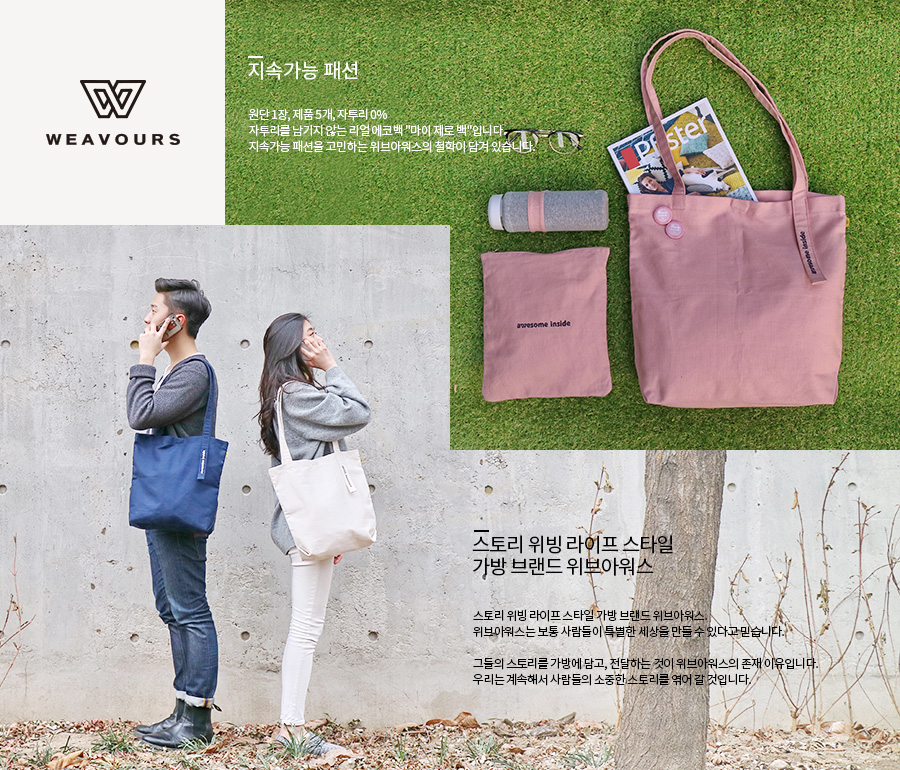 WEAVOURS
지속가능 패션
원단 1장, 제품 5개, 자투리 0%
자투리를 남기지 않는 리얼 에코백 "마이 제로 백"입니다.
지속가능 패션을 고민하는 위브아워스의 철학이 담겨 있습니다.
poster
awesome inside
awesome inside
awesome inside
스토리 위빙 라이프 스타일
가방 브랜드 위브아워스
스토리 위빙 라이프 스타일 가방 브랜드 위브아워스.
위브아워스는 보통 사람들이 특별한 세상을 만들 수 있다고 믿습니다.
그들의 스토리를 가방에 담고, 전달하는 것이 위브아워스의 존재 이유입니다.
우리는 계속해서 사람들의 소중한 스토리를 엮어 갈 것입니다.